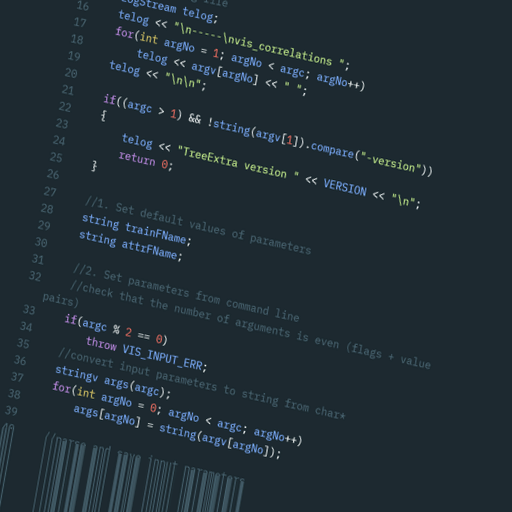 file
16 LogStream telog;
17 telog << "\n-----\nvis_correlations ";
18 for(int argNo = 1; argNo < argc; argNo++)
19 telog << argv[argNo] << " ";
20 telog << "\n\n";
21
22 if((argc > 1) && !string(argv[1]).compare("-version"))
23 {
24 telog << "TreeExtra version " << VERSION << "\n";
25 return 0;
26 }
27
28 //1. Set default values of parameters
29 string trainFName;
30 string attrFName;
31
32 //2. Set parameters from command line
//check that the number of arguments is even (flags + value
pairs)
33 if(argc % 2 == 0)
34 throw VIS_INPUT_ERR;
35 //convert input parameters to string from char*
36 stringv args(argc);
37 for(int argNo = 0; argNo < argc; argNo++)
38 args[argNo] = string(argv[argNo]);
39
40 //parse and save input parameters